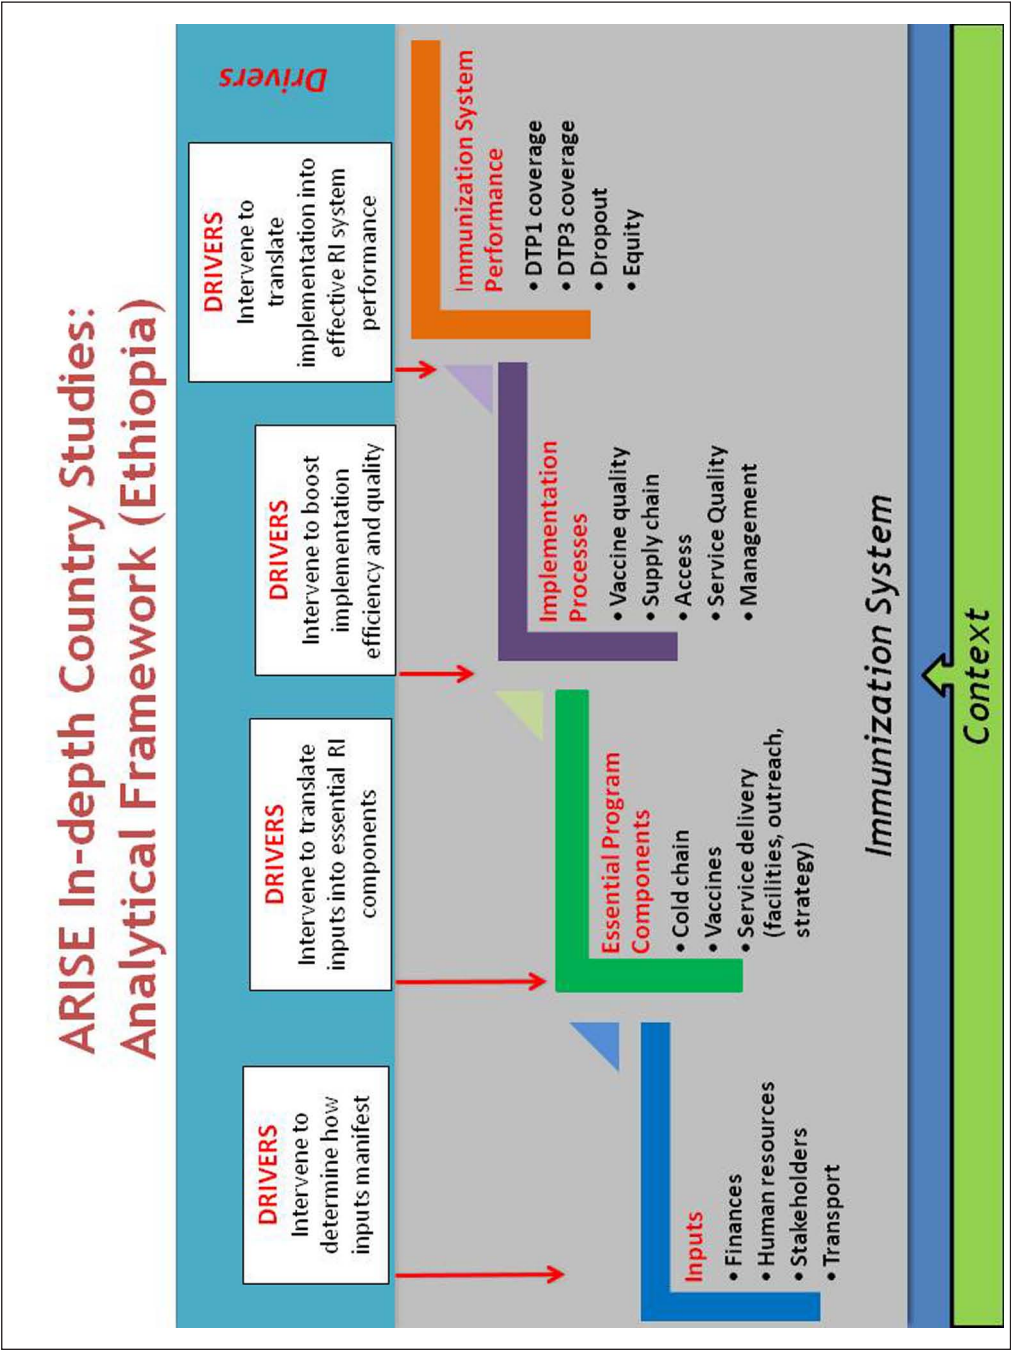 ARISE In-depth Country Studies:
Analytical Framework (Ethiopia)
Drivers
DRIVERS
Intervene to
determine how
inputs manifest
DRIVERS
Intervene to translate
inputs into essential RI
components
DRIVERS
Intervene to boost
implementation
efficiency and quality
DRIVERS
Intervene to
translate
implementation into
effective RI system
performance
Inputs
• Finances
• Human resources
• Stakeholders
• Transport
Essential Program
Components
• Cold chain
• Vaccines
• Service delivery
(facilities, outreach,
strategy)
Implementation
Processes
• Vaccine quality
• Supply chain
• Access
• Service Quality
• Management
Immunization System
Performance
• DTP1 coverage
• DTP3 coverage
• Dropout
• Equity
Immunization System
Context